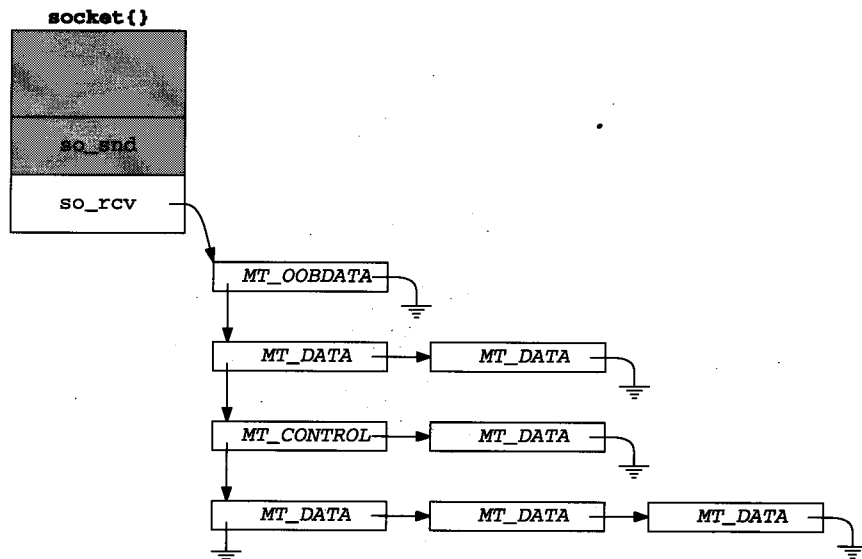 socket{}
so_snd
so_rcv
MT_OOBDATA
MT_DATA MT_DATA
MT_CONTROL MT_DATA
MT_DATA MT_DATA MT_DATA